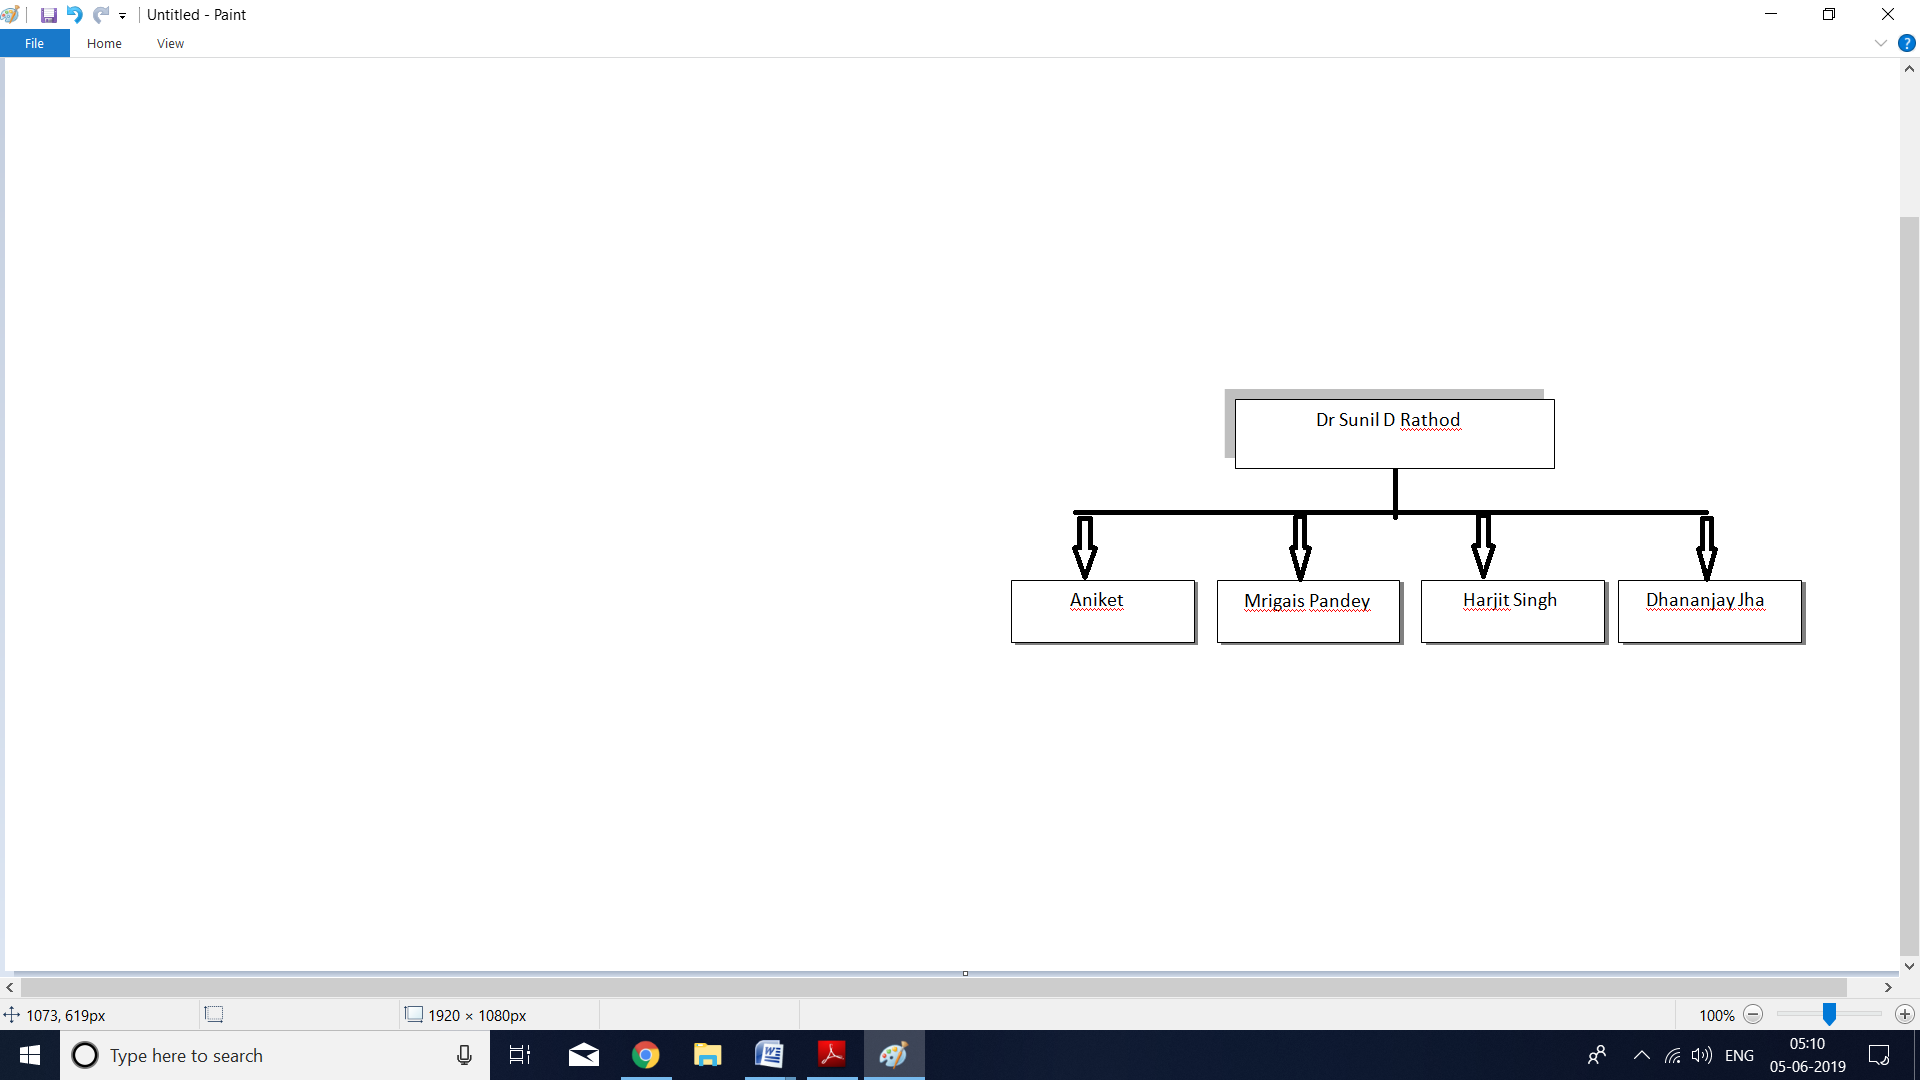 Untitled - Paint
File Home View
Dr Sunil D Rathod
Aniket Mrigais Pandey Harjit Singh Dhananjay Jha
1073, 619px 1920 × 1080px 100%
Type here to search ENG 05:10
05-06-2019